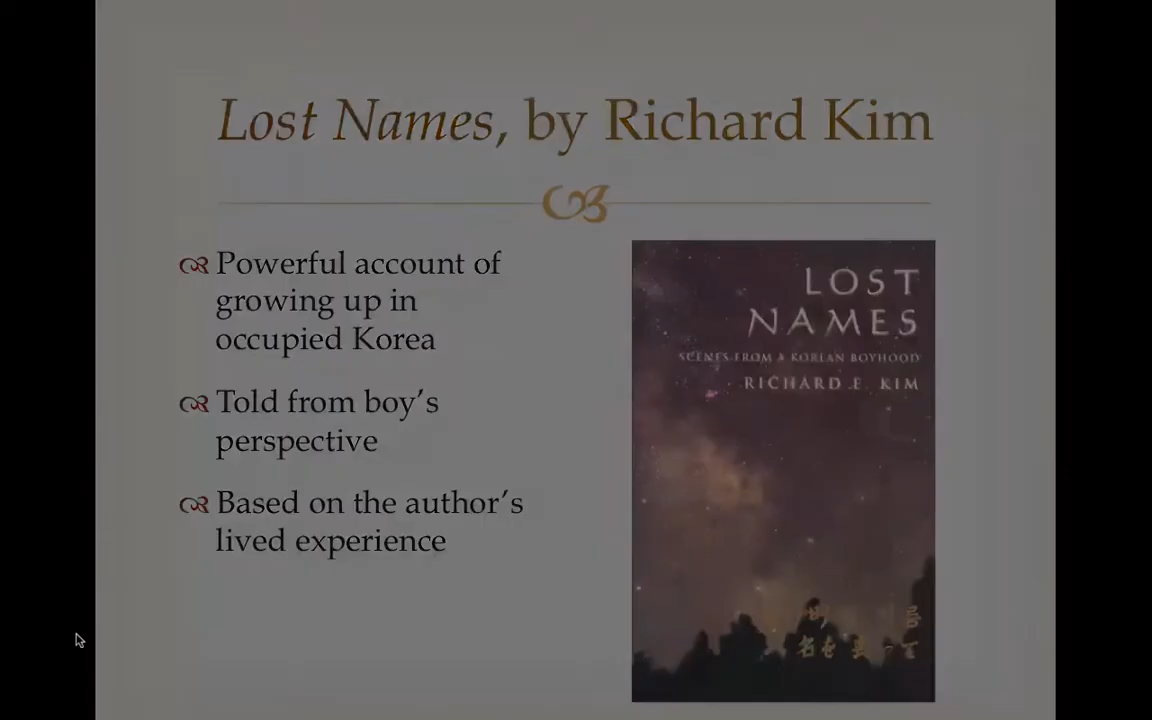 Lost Names, by Richard Kim
Powerful account of
growing up in
occupied Korea
Told from boy’s
perspective
Based on the author’s
lived experience
LOST
NAMES
SCENES FROM A KOREAN BOYHOOD
RICHARD E. KIM